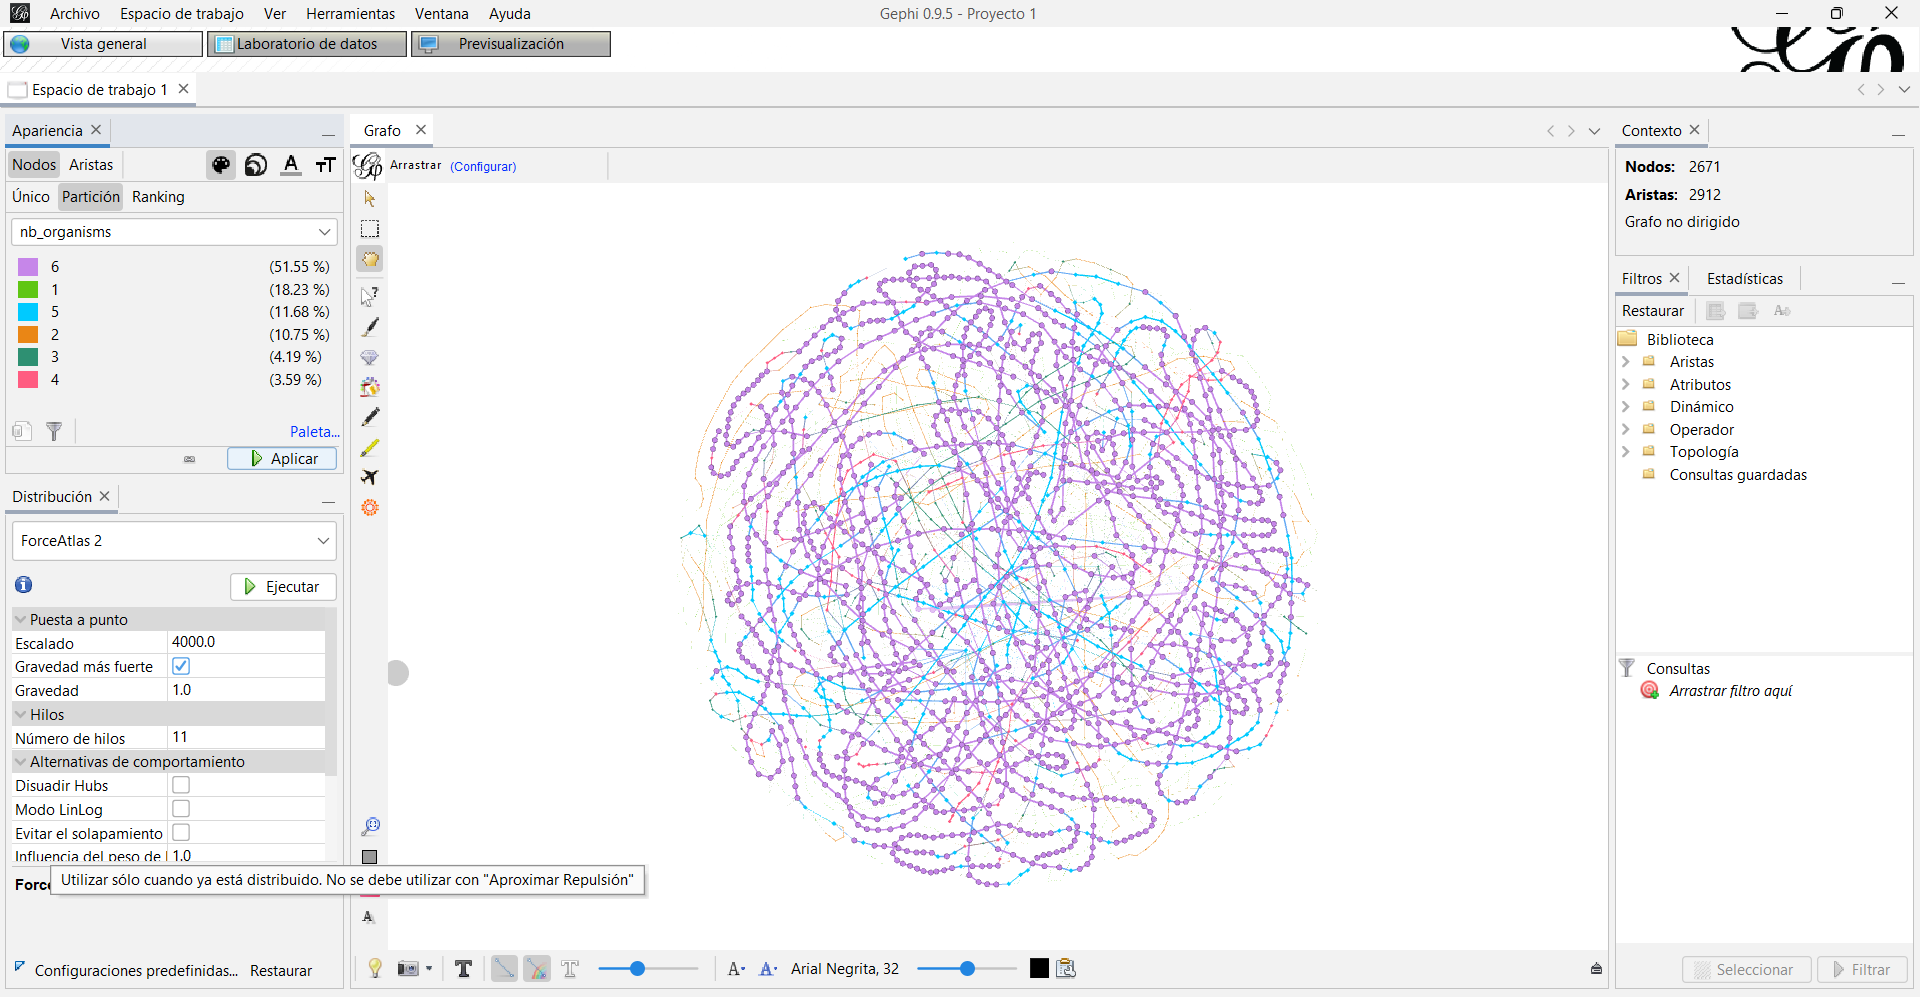 Archivo Espacio de trabajo Ver Herramientas Ventana Ayuda
Gephi 0.9.5 - Proyecto 1
Vista general
Laboratorio de datos
Previsualización
Espacio de trabajo 1
Apariencia
Nodos Aristas
Único Partición Ranking
nb_organisms
6 (51.55 %)
1 (18.23 %)
5 (11.68 %)
2 (10.75 %)
3 (4.19 %)
4 (3.59 %)
Paleta...
Aplicar
Distribución
ForceAtlas 2
Ejecutar
Puesta a punto
Escalado 4000.0
Gravedad más fuerte
Gravedad 1.0
Hilos
Número de hilos 11
Alternativas de comportamiento
Disuadir Hubs
Modo LinLog
Evitar el solapamiento
Influencia del peso de 1.0
Utilizar sólo cuando ya está distribuido. No se debe utilizar con "Aproximar Repulsión"
Configuraciones predefinidas... Restaurar
Grafo
Arrastrar (Configurar)
Arial Negrita, 32
Contexto
Nodos: 2671
Aristas: 2912
Grafo no dirigido
Filtros Estadísticas
Restaurar
Biblioteca
Aristas
Atributos
Dinámico
Operador
Topología
Consultas guardadas
Consultas
Arrastrar filtro aquí
Seleccionar Filtrar